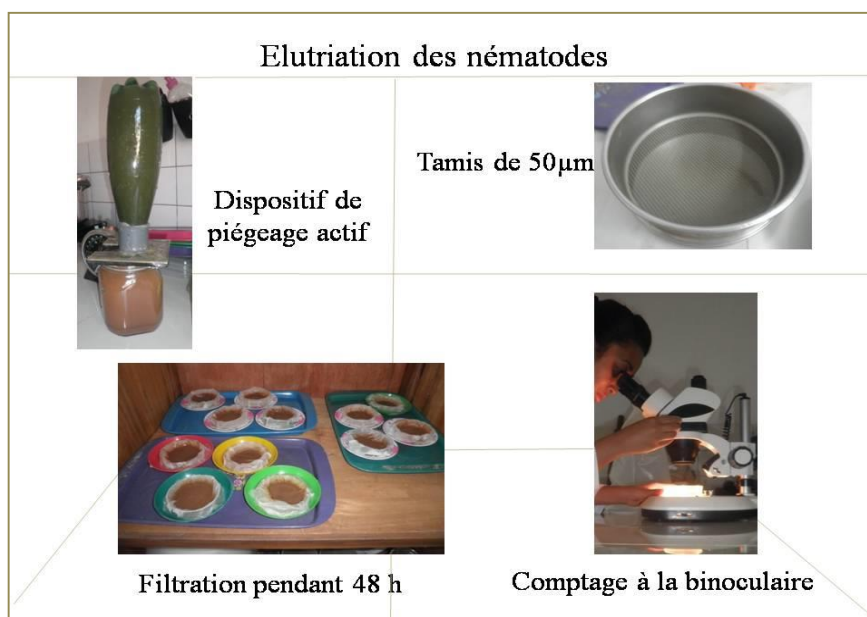 Elutriation des nématodes
Dispositif de
piégeage actif
Tamis de 50µm
Filtration pendant 48 h
Comptage à la binoculaire